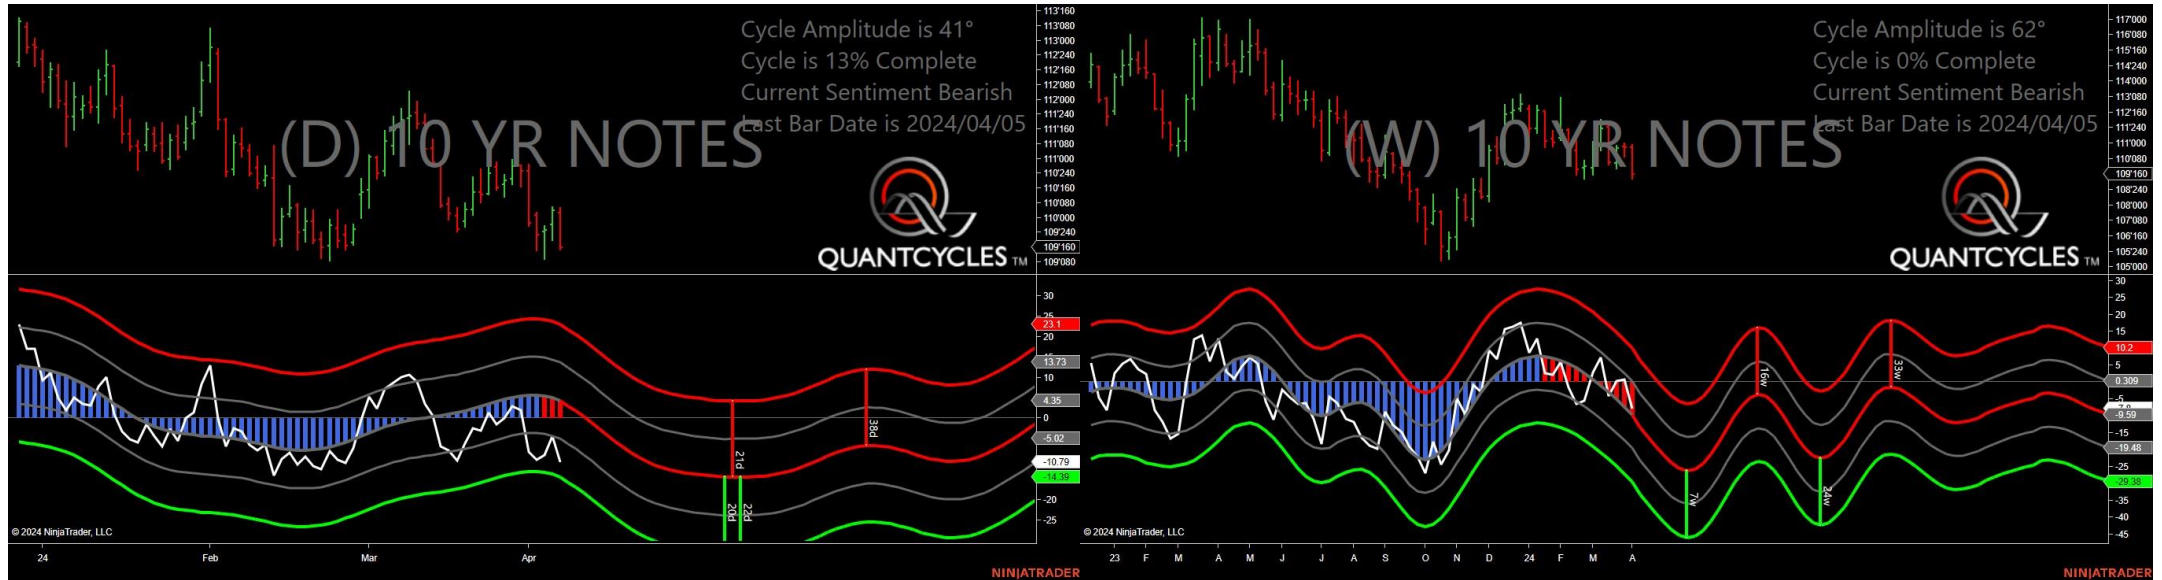 Cycle Amplitude is 41°
Cycle is 13% Complete
Current Sentiment Bearish
Last Bar Date is 2024/04/05
(D) 10 YR NOTES
QUANTCYCLES TM
113'160
113'080
113'000
112'240
112'160
112'080
112'000
111'240
111'160
111'080
111'000
110'240
110'160
110'080
110'000
109'240
109'160
109'080
30
25
23.1
20
13.73
10
4.35
0
-5.02
-10.79
-14.39
-20
-25
21d
20d
22d
38d
© 2024 NinjaTrader, LLC
24 Feb Mar Apr
NINJATRADER
Cycle Amplitude is 62°
Cycle is 0% Complete
Current Sentiment Bearish
Last Bar Date is 2024/04/05
(W) 10 YR NOTES
QUANTCYCLES TM
117'000
116'080
115'160
114'240
114'000
113'080
112'160
111'240
111'000
110'080
109'160
108'240
108'000
107'080
106'160
105'240
105'000
30
25
20
15
10.2
5
0.309
-5
-9.59
-15
-19.48
-25
-29.38
-35
-40
-45
16w
33w
7w
24w
© 2024 NinjaTrader, LLC
23 F M A M J J A S O N D 24 F M A
NINJATRADER